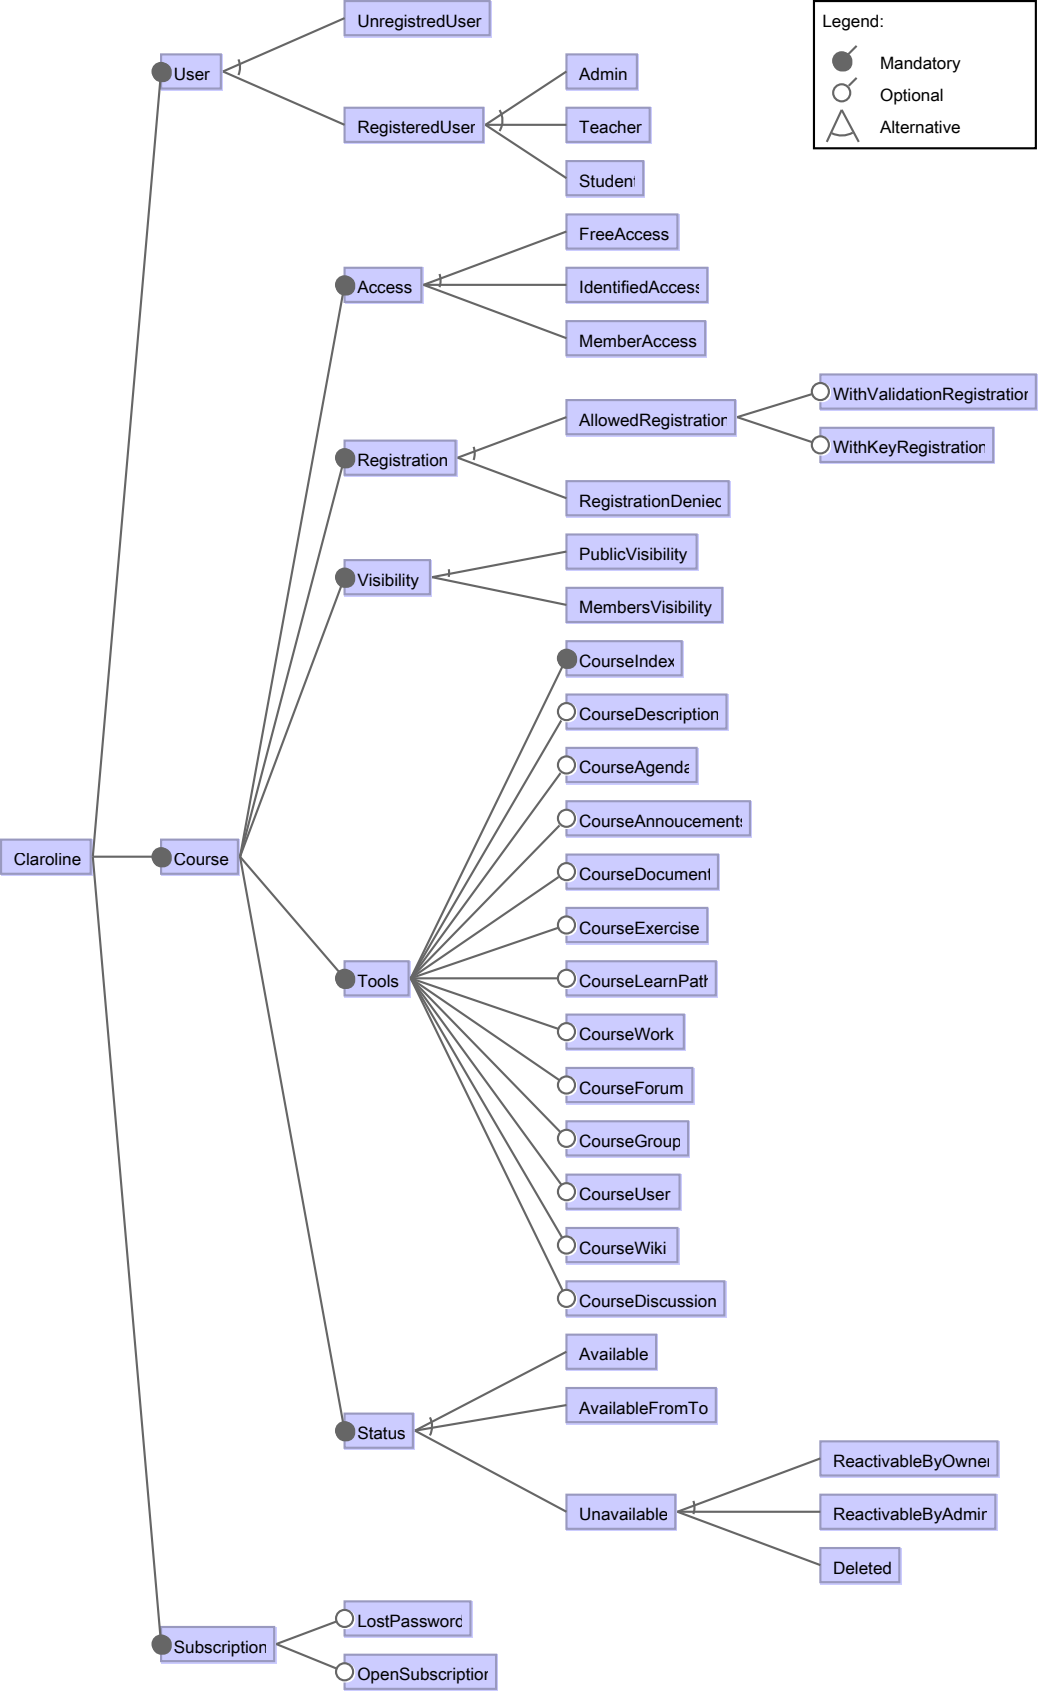 UnregistredUser
Legend:
User
Mandatory
Admin
Optional
RegisteredUser
Teacher
Alternative
Student
FreeAccess
Access
IdentifiedAccess
MemberAccess
WithValidationRegistration
AllowedRegistration
WithKeyRegistration
Registration
RegistrationDenied
PublicVisibility
Visibility
MembersVisibility
CourseIndex
CourseDescription
CourseAgenda
CourseAnnoucements
Claroline
Course
CourseDocument
CourseExercise
Tools
CourseLearnPath
CourseWork
CourseForum
CourseGroup
CourseUser
CourseWiki
CourseDiscussion
Available
AvailableFromTo
Status
ReactivableByOwner
Unavailable
ReactivableByAdmin
Deleted
LostPassword
Subscription
OpenSubscription